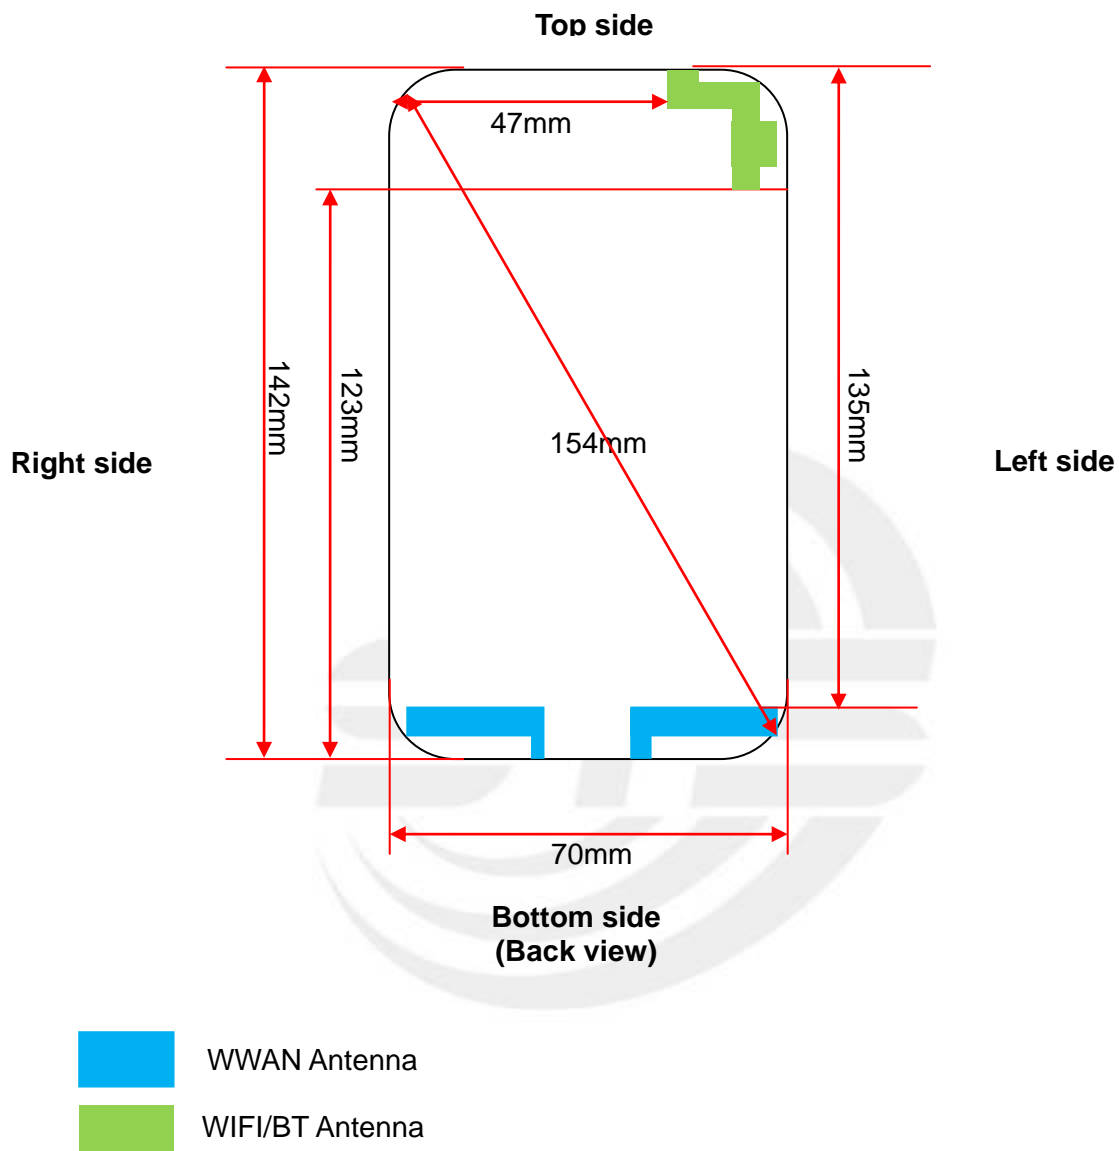 Top side
47mm
142mm
123mm
135mm
154mm
Right side
Left side
70mm
Bottom side
(Back view)
WWAN Antenna
WIFI/BT Antenna